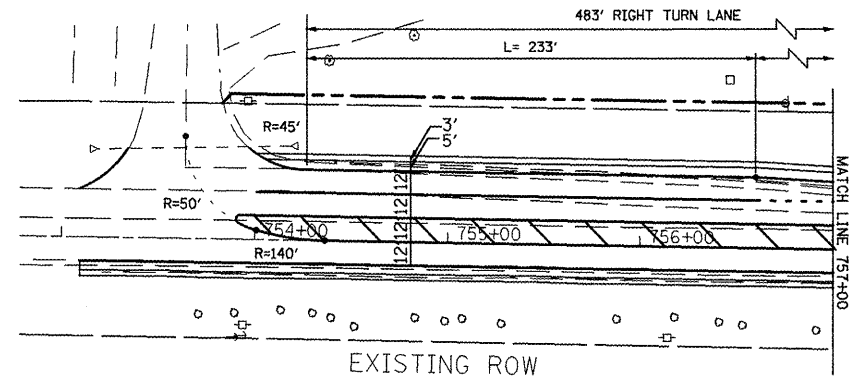 483' RIGHT TURN LANE
L= 233'
R=45'
3'
5'
12'
12'
12'
12'
R=50'
754+00
755+00
756+00
R=140'
MATCH LINE 757+00
EXISTING ROW